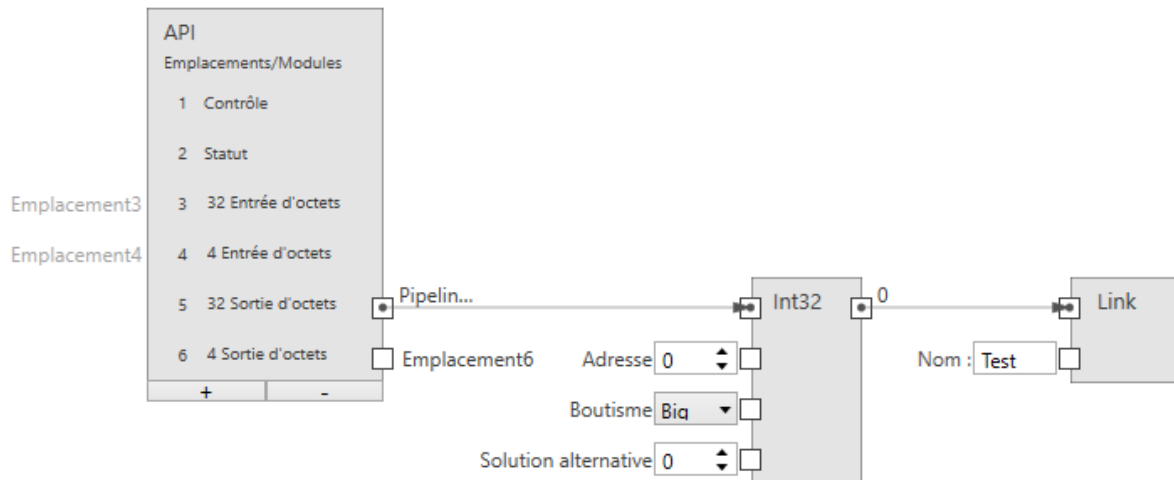 API
Emplacements/Modules
1 Contrôle
2 Statut
Emplacement3 3 32 Entrée d'octets
Emplacement4 4 4 Entrée d'octets
5 32 Sortie d'octets Pipelin... Int32 0 Link
6 4 Sortie d'octets Emplacement6 Adresse 0 Nom : Test
+ -
Boutisme Big
Solution alternative 0